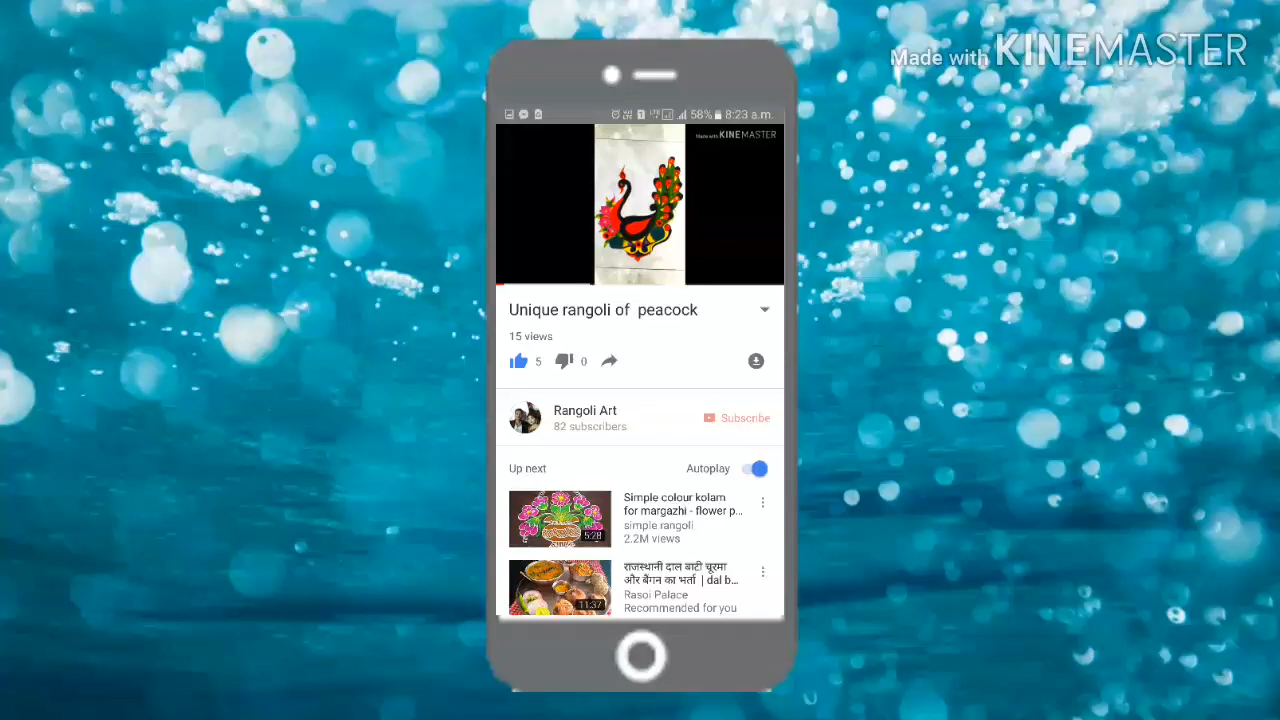 Made with KINEMASTER
58% 8:23 a.m.
Made with KINEMASTER
Unique rangoli of peacock
15 views
5 0
Rangoli Art
82 subscribers
Subscribe
Up next
Autoplay
Simple colour kolam
for margazhi - flower p...
simple rangoli
2.2M views
5:28
राजस्थानी दाल बाटी चूरमा
और बैंगन का भर्ता | dal b...
Rasoi Palace
Recommended for you
11:37